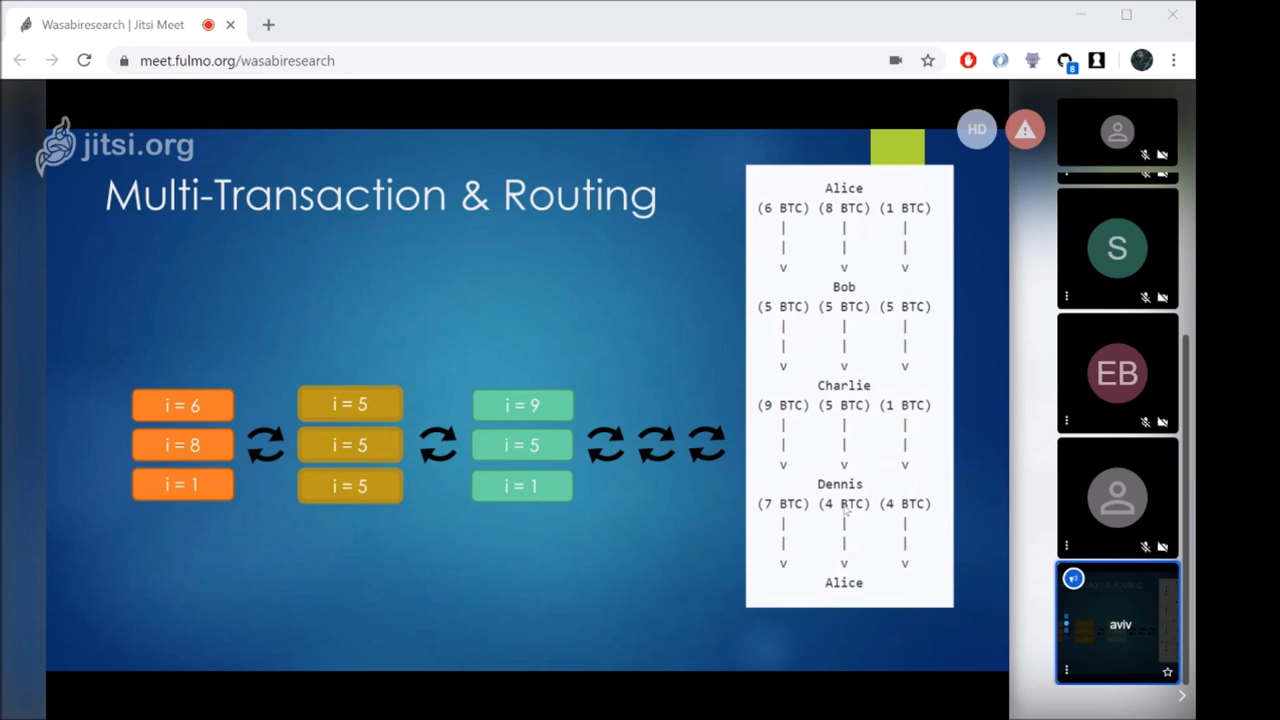 Wasabiresearch | Jitsi Meet
meet.fulmo.org/wasabiresearch
8
jitsi.org
HD
Multi-Transaction & Routing
i = 6
i = 8
i = 1
i = 5
i = 5
i = 5
i = 9
i = 5
i = 1
Alice
(6 BTC) (8 BTC) (1 BTC)
| | |
| | |
v v v
Bob
(5 BTC) (5 BTC) (5 BTC)
| | |
| | |
v v v
Charlie
(9 BTC) (5 BTC) (1 BTC)
| | |
| | |
v v v
Dennis
(7 BTC) (4 BTC) (4 BTC)
| | |
| | |
v v v
Alice
S
EB
aviv